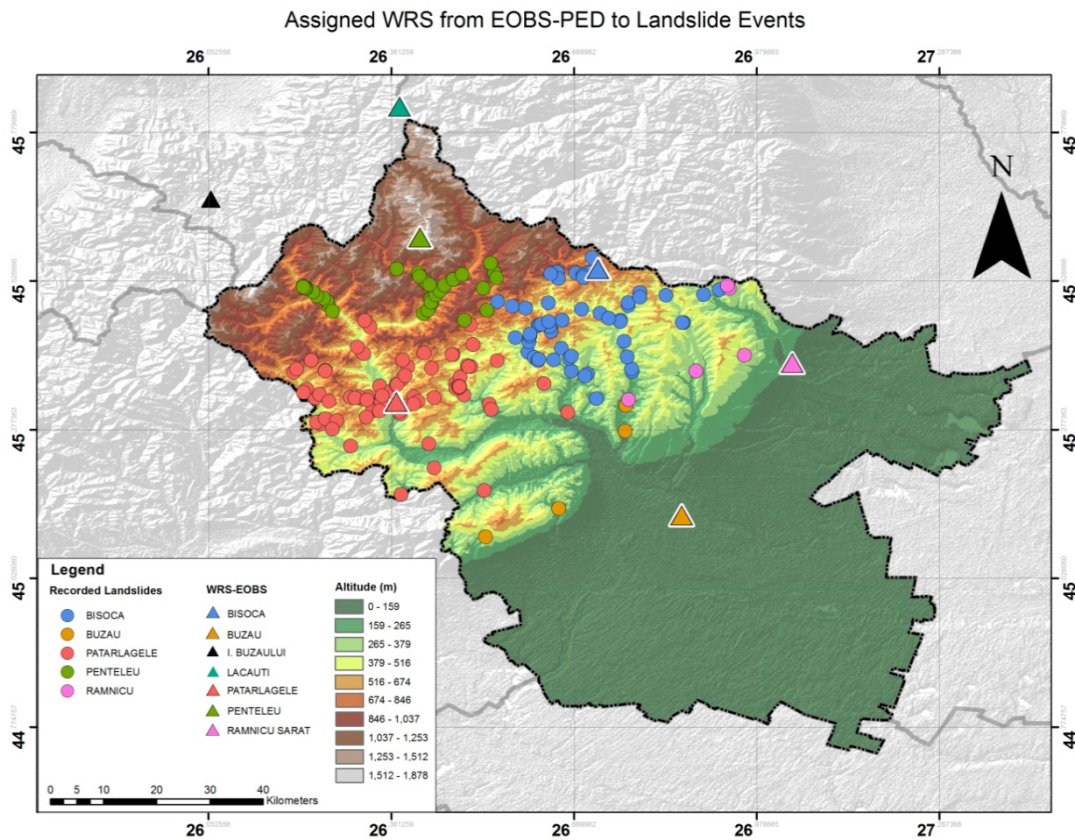 Assigned WRS from EOBS-PED to Landslide Events
26 26 26 26 27
N
45
45
45
45
44
45
45
45
45
44
Legend
Recorded Landslides
BISOCA
BUZAU
PATARLAGELE
PENTELEU
RAMNICU
WRS-EOBS
BISOCA
BUZAU
I. BUZAULUI
LACAUTI
PATARLAGELE
PENTELEU
RAMNICU SARAT
Altitude (m)
0 - 159
159 - 265
265 - 379
379 - 516
516 - 674
674 - 846
846 - 1,037
1,037 - 1,253
1,253 - 1,512
1,512 - 1,878
0 5 10 20 30 40
Kilometers
26 26 26 26 27